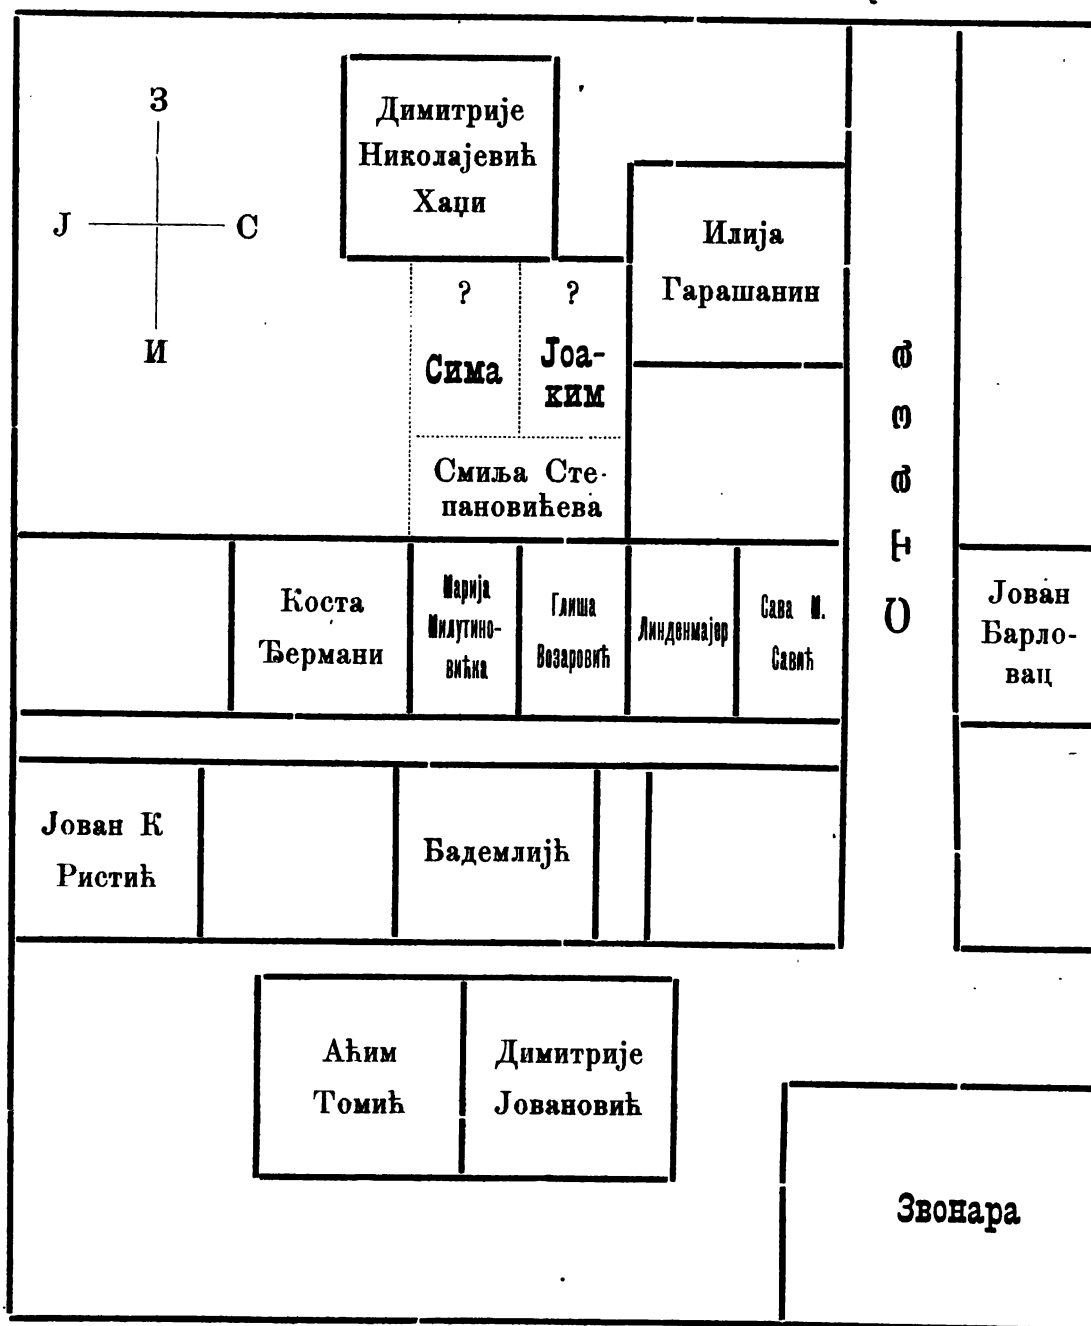 З
Ј
С
И
Димитрије
Николајевић
Хаџи
Илија
Гарашанин
?
?
Сима
Јоа-
ким
Смиља Сте-
пановићева
Стаза
Коста
Ђермани
Марија
Милутино-
вићка
Глиша
Возаровић
Линденмајер
Сава М.
Савић
Јован
Барло-
вац
Јован К
Ристић
Бадемлијћ
Аћим
Томић
Димитрије
Јовановић
Звонара